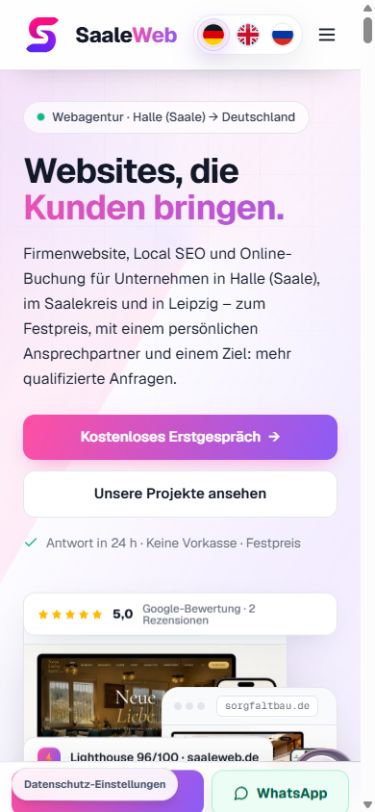 SaaleWeb
Webagentur · Halle (Saale) → Deutschland
Websites, die
Kunden bringen.
Firmenwebsite, Local SEO und Online-
Buchung für Unternehmen in Halle (Saale),
im Saalekreis und in Leipzig – zum
Festpreis, mit einem persönlichen
Ansprechpartner und einem Ziel: mehr
qualifizierte Anfragen.
Kostenloses Erstgespräch →
Unsere Projekte ansehen
Antwort in 24 h · Keine Vorkasse · Festpreis
5,0 Google-Bewertung · 2
Rezensionen
Neue
Liebe
sorgfaltbau.de
Lighthouse 96/100 · saaleweb.de
Datenschutz-Einstellungen
WhatsApp